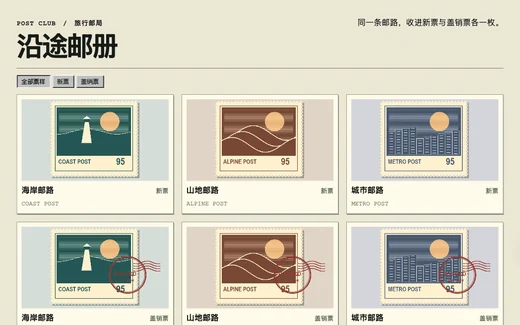 POST CLUB / 旅行邮局
同一条邮路，收进新票与盖销票各一枚。
沿途邮册
全部票样
新票
盖销票
COAST POST 95
ALPINE POST 95
METRO POST 95
海岸邮路 新票
山地邮路 新票
城市邮路 新票
COAST POST
ALPINE POST
METRO POST
COAST POST 95
ALPINE POST 95
METRO POST 95
海岸邮路 盖销票
山地邮路 盖销票
城市邮路 盖销票